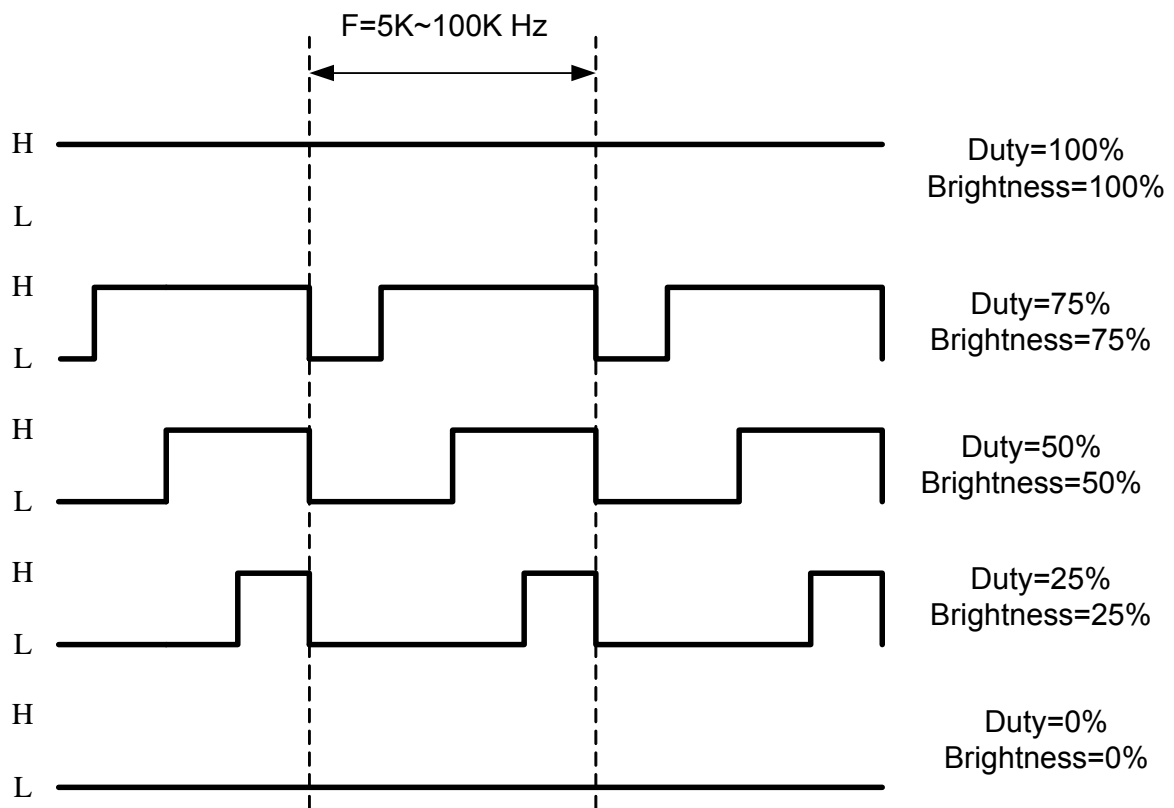 F=5K~100K Hz
H
Duty=100%
Brightness=100%
L
H
Duty=75%
Brightness=75%
L
H
Duty=50%
Brightness=50%
L
H
Duty=25%
Brightness=25%
L
H
Duty=0%
Brightness=0%
L